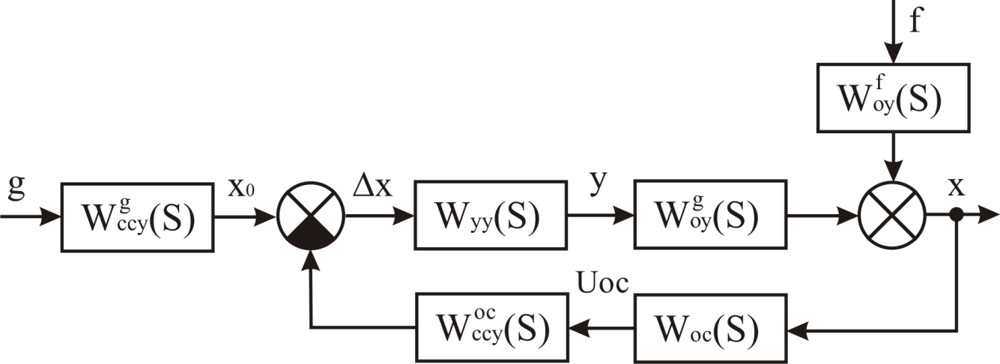 f
W^f_oy(S)
g
W^g_ccy(S)
x₀
Δx
W_yy(S)
y
W^g_oy(S)
x
Uoc
W^oc_ccy(S)
W_oc(S)